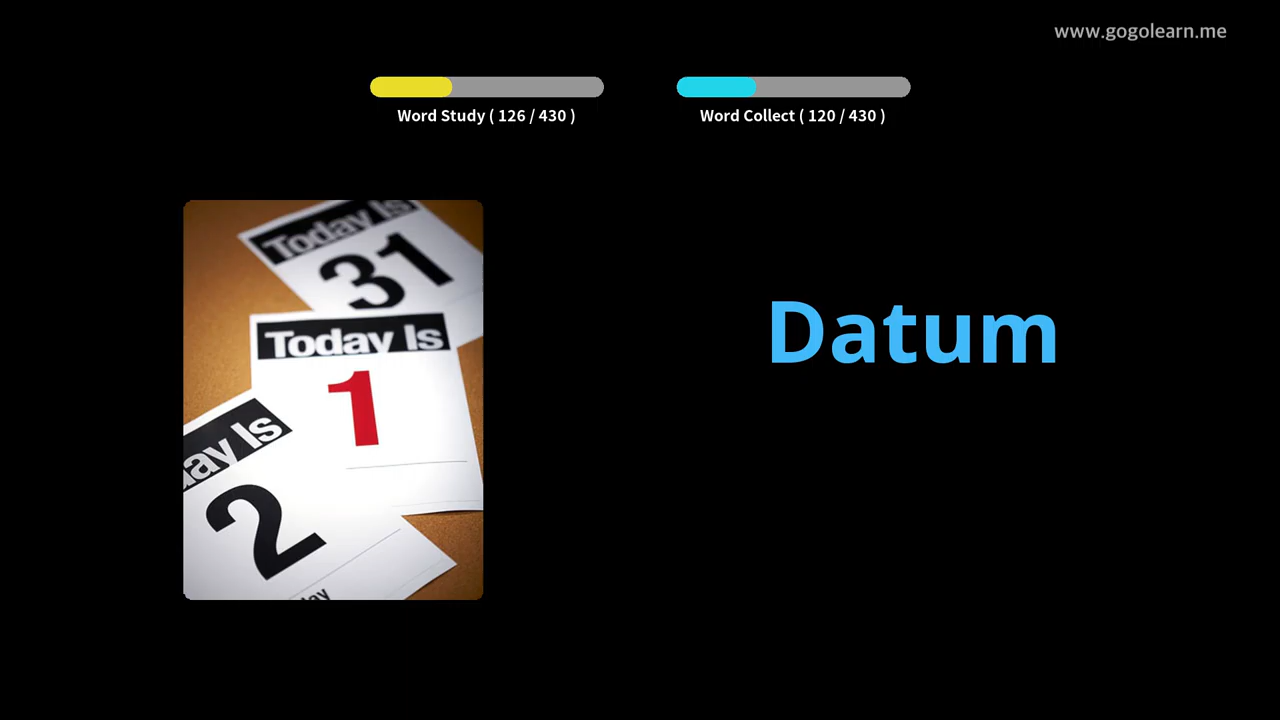 www.gogolearn.me
Word Study ( 126 / 430 )
Word Collect ( 120 / 430 )
Today Is
31
Today Is
1
ay Is
2
ay
Datum